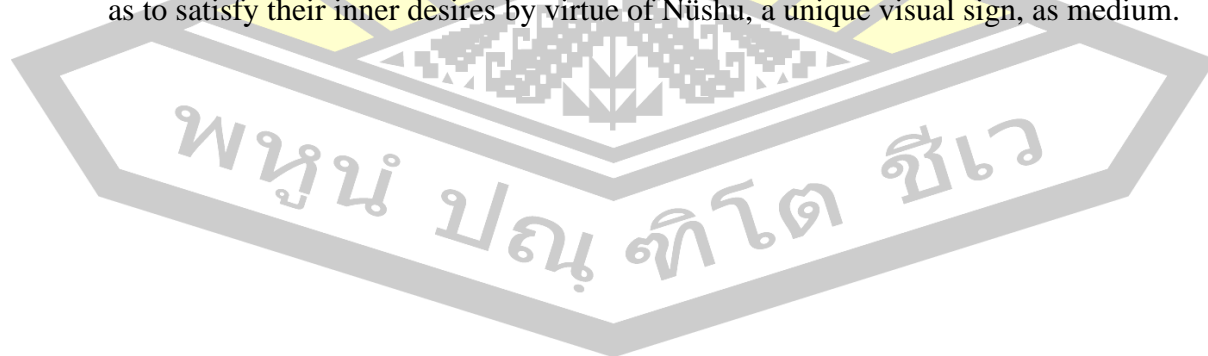 as to satisfy their inner desires by virtue of Nüshu, a unique visual sign, as medium.
พหูนํ ปณฺฑิโต ชีเว